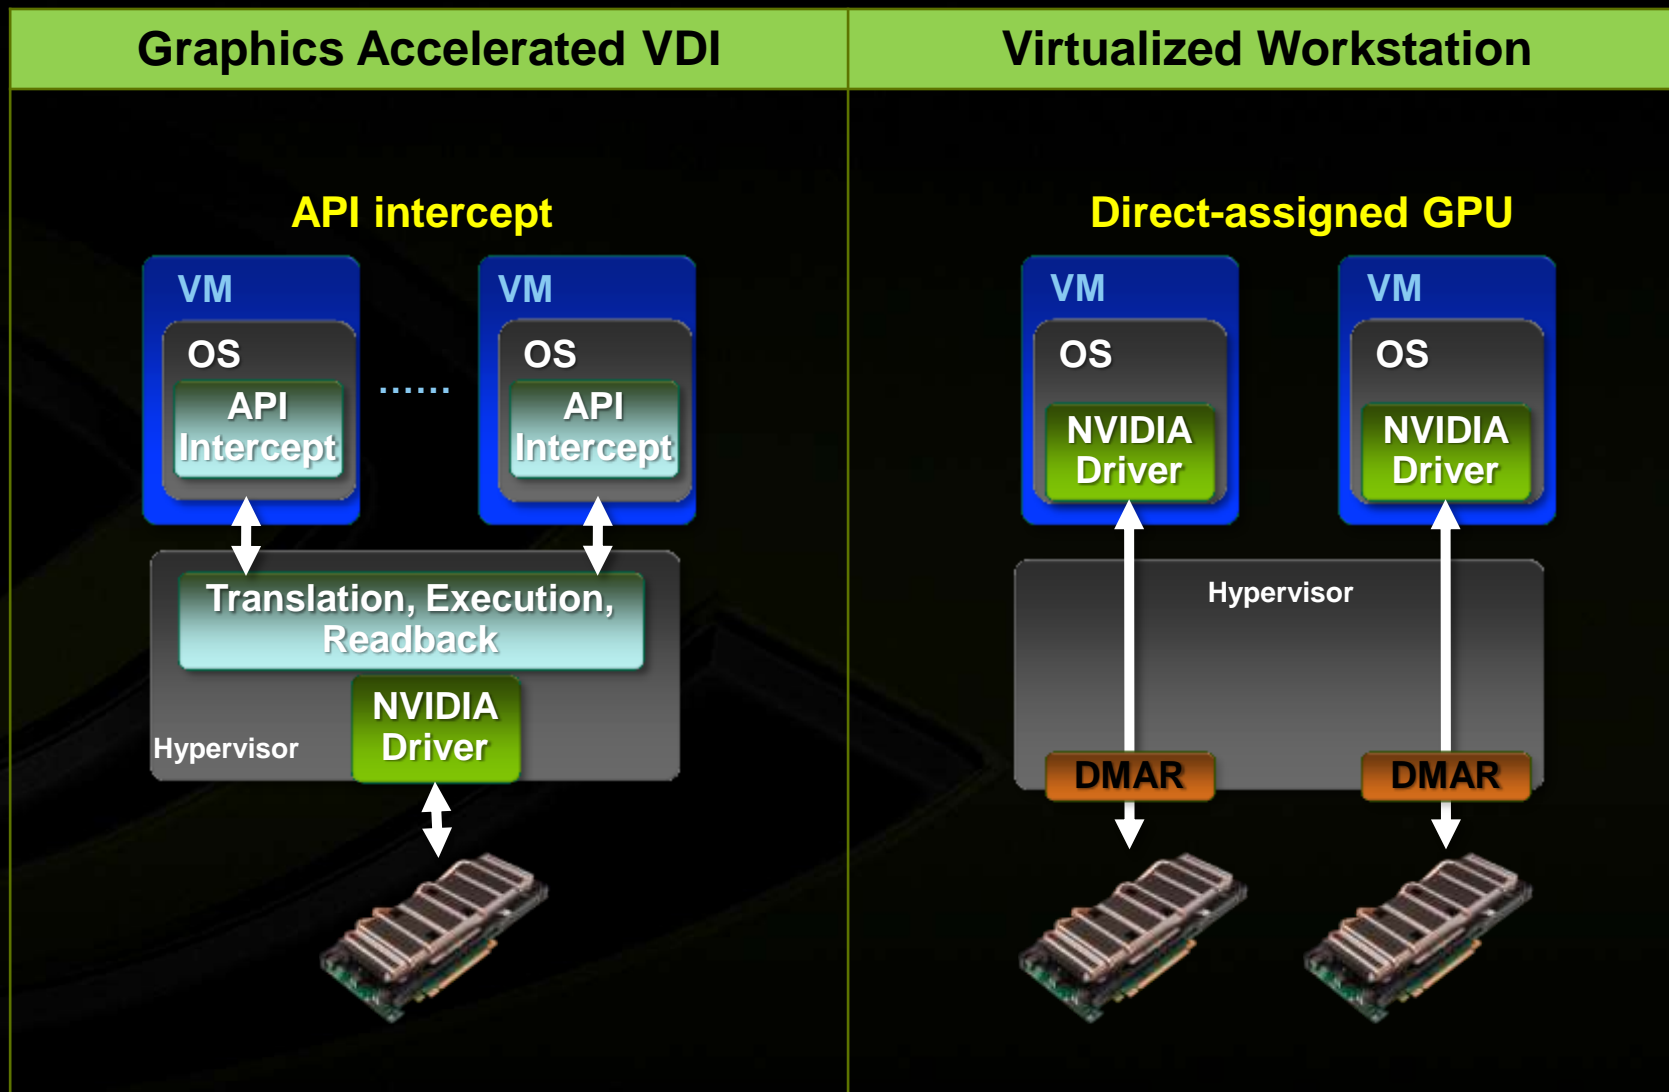 Graphics Accelerated VDI
Virtualized Workstation
API intercept
VM
OS
API
Intercept
......
VM
OS
API
Intercept
Translation, Execution,
Readback
NVIDIA
Driver
Hypervisor
Direct-assigned GPU
VM
OS
NVIDIA
Driver
VM
OS
NVIDIA
Driver
Hypervisor
DMAR
DMAR